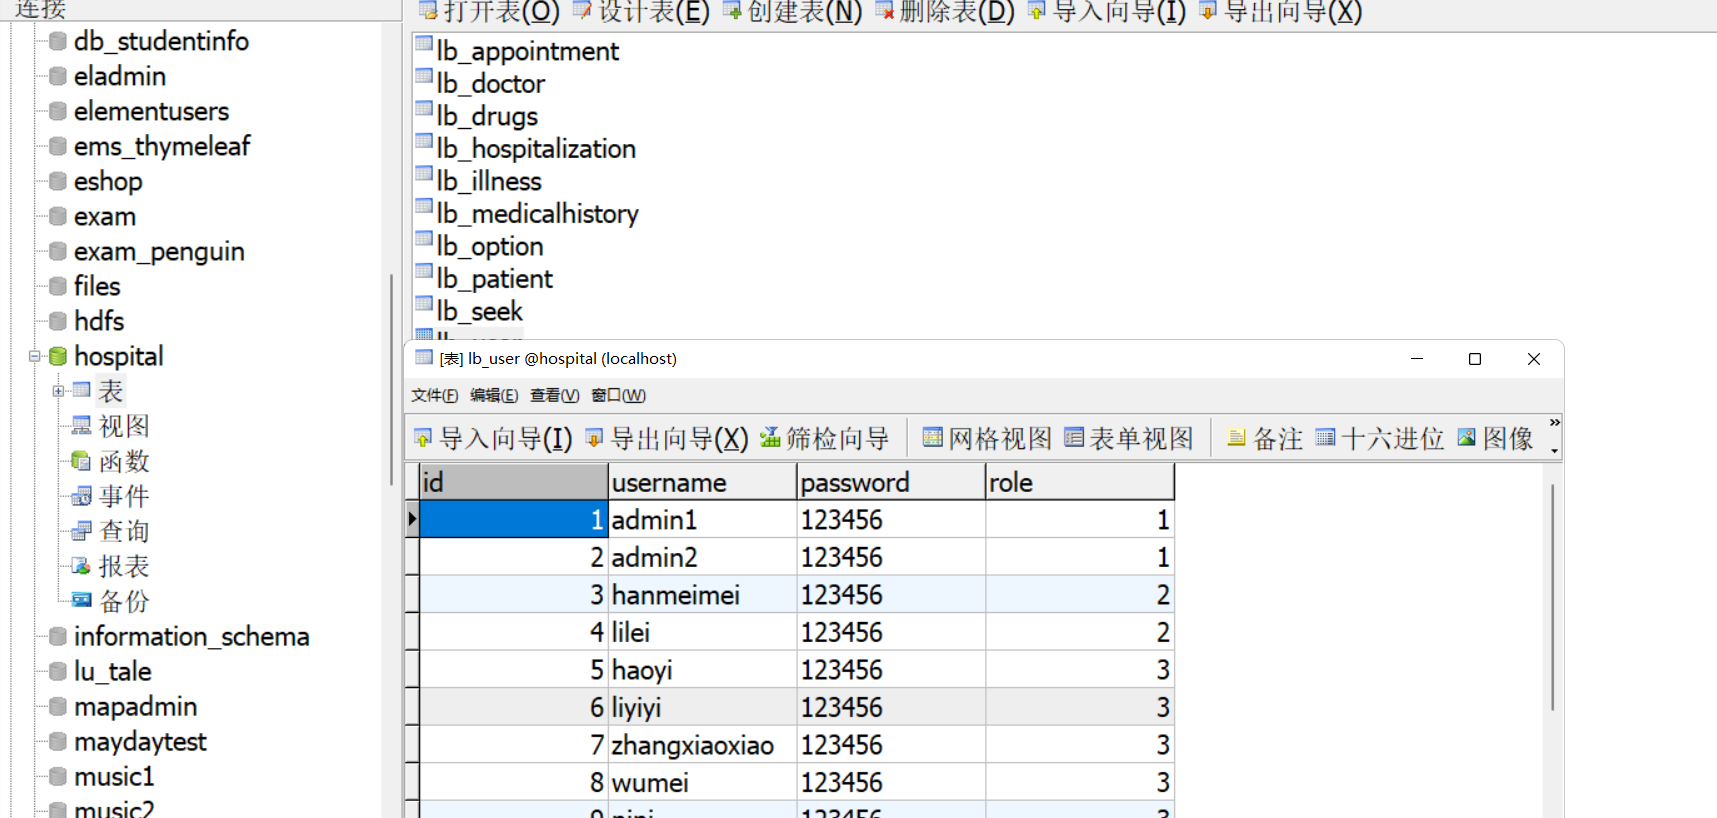 连接
db_studentinfo
eladmin
elementusers
ems_thymeleaf
eshop
exam
exam_penguin
files
hdfs
hospital
表
视图
函数
事件
查询
报表
备份
information_schema
lu_tale
mapadmin
maydaytest
music1
music2
打开表(O) 设计表(E) 创建表(N) 删除表(D) 导入向导(I) 导出向导(X)
lb_appointment
lb_doctor
lb_drugs
lb_hospitalization
lb_illness
lb_medicalhistory
lb_option
lb_patient
lb_seek
[表] lb_user @hospital (localhost)
文件(F) 编辑(E) 查看(V) 窗口(W)
导入向导(I) 导出向导(X) 筛检向导 网格视图 表单视图 备注 十六进位 图像 »
id username password role
1 admin1 123456 1
2 admin2 123456 1
3 hanmeimei 123456 2
4 lilei 123456 2
5 haoyi 123456 3
6 liyiyi 123456 3
7 zhangxiaoxiao 123456 3
8 wumei 123456 3